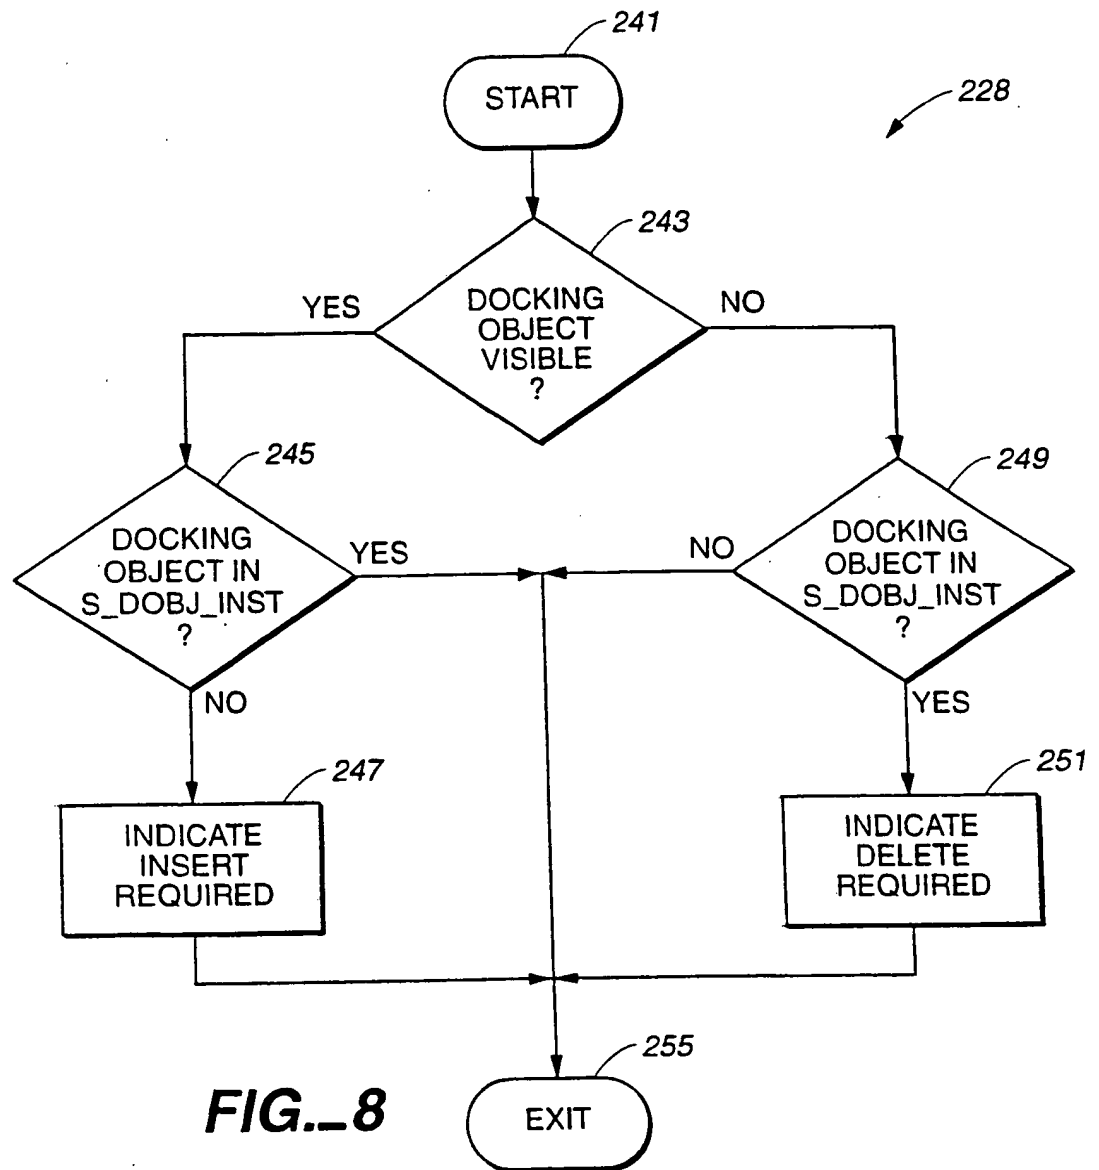 241
START
228
243
DOCKING
OBJECT
VISIBLE
?
YES
NO
245
DOCKING
OBJECT IN
S_DOBJ_INST
?
YES
NO
249
DOCKING
OBJECT IN
S_DOBJ_INST
?
NO
YES
247
INDICATE
INSERT
REQUIRED
251
INDICATE
DELETE
REQUIRED
255
EXIT
FIG._8